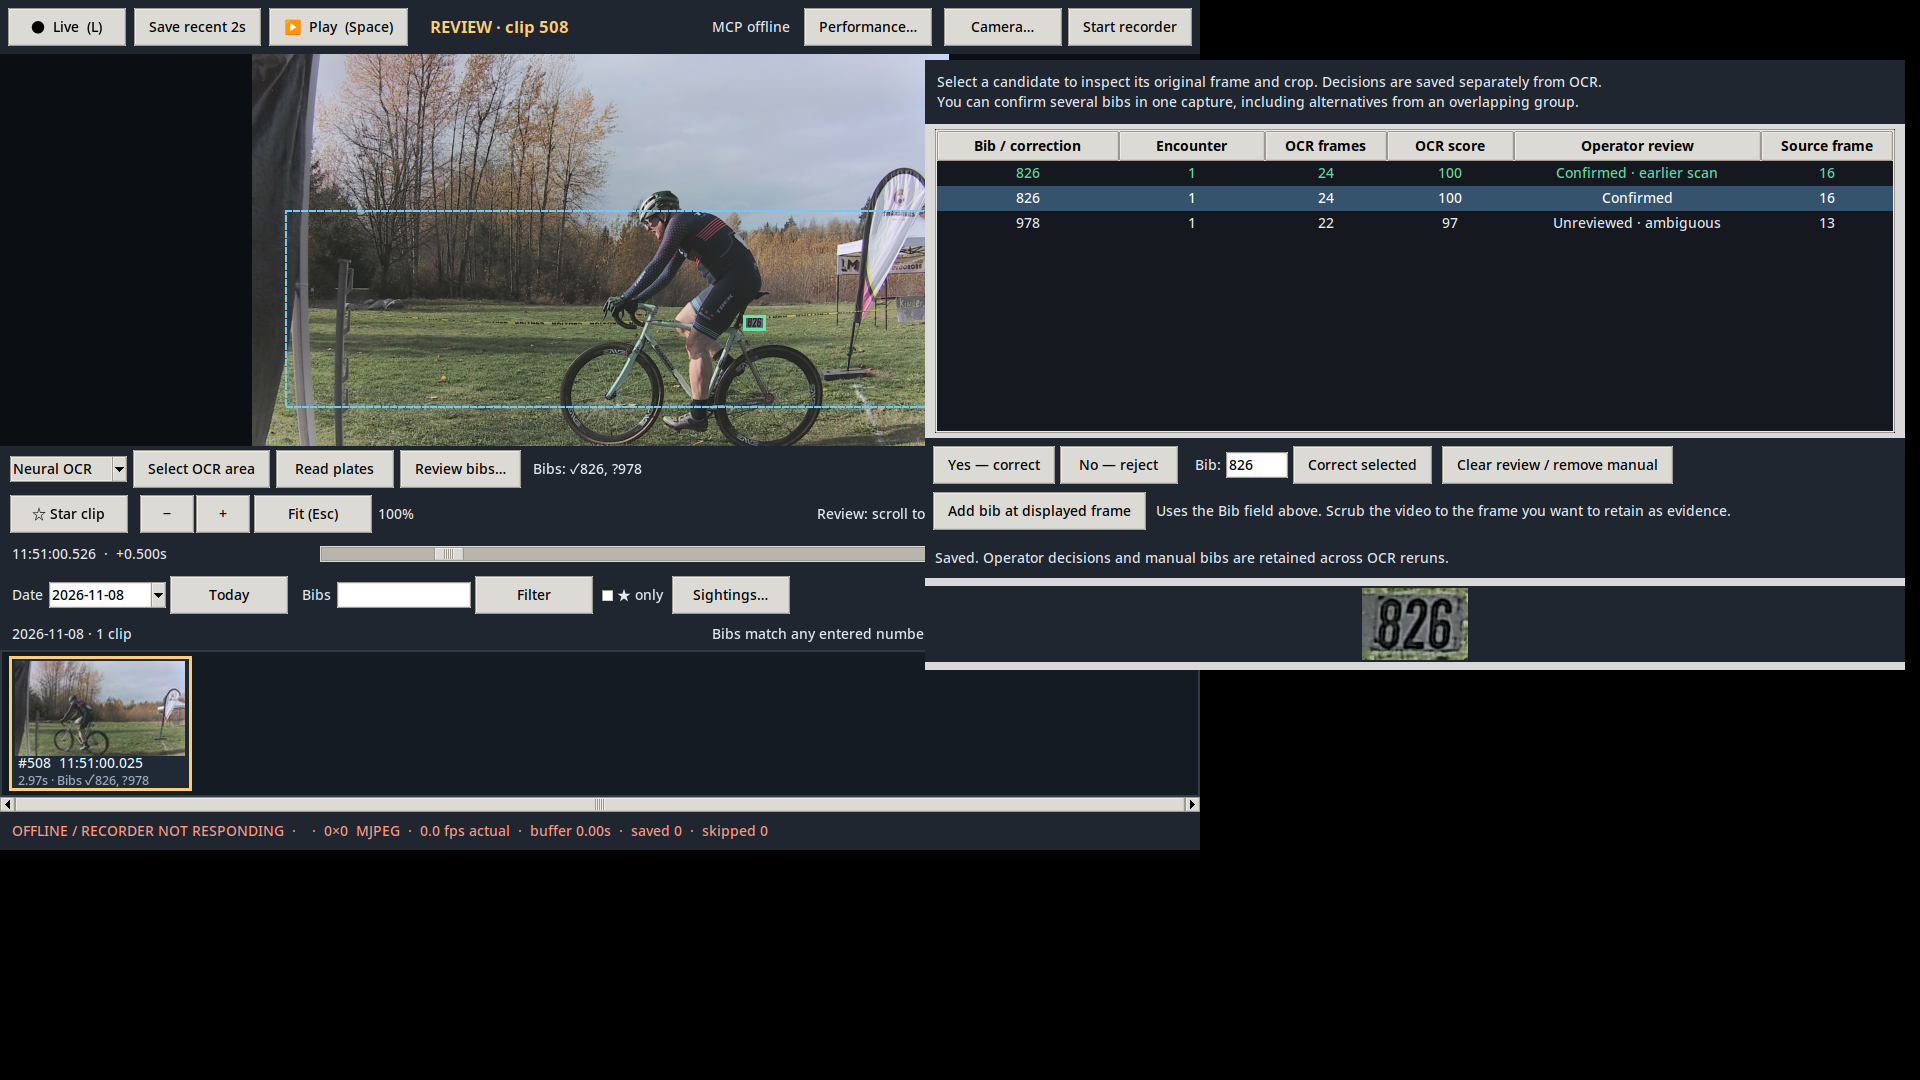 Live (L)
Save recent 2s
Play (Space)
REVIEW · clip 508
MCP offline
Performance...
Camera...
Start recorder
Select a candidate to inspect its original frame and crop. Decisions are saved separately from OCR.
You can confirm several bibs in one capture, including alternatives from an overlapping group.
Bib / correction Encounter OCR frames OCR score Operator review Source frame
826 1 24 100 Confirmed · earlier scan 16
826 1 24 100 Confirmed 16
978 1 22 97 Unreviewed · ambiguous 13
826
Neural OCR
Select OCR area
Read plates
Review bibs...
Bibs: ✓826, ?978
Yes — correct
No — reject
Bib: 826
Correct selected
Clear review / remove manual
☆ Star clip
−
+
Fit (Esc)
100%
Review: scroll to
Add bib at displayed frame
Uses the Bib field above. Scrub the video to the frame you want to retain as evidence.
11:51:00.526 · +0.500s
Saved. Operator decisions and manual bibs are retained across OCR reruns.
Date 2026-11-08
Today
Bibs
Filter
★ only
Sightings...
826
2026-11-08 · 1 clip
Bibs match any entered numbe
#508 11:51:00.025
2.97s · Bibs ✓826, ?978
OFFLINE / RECORDER NOT RESPONDING · · 0×0 MJPEG · 0.0 fps actual · buffer 0.00s · saved 0 · skipped 0